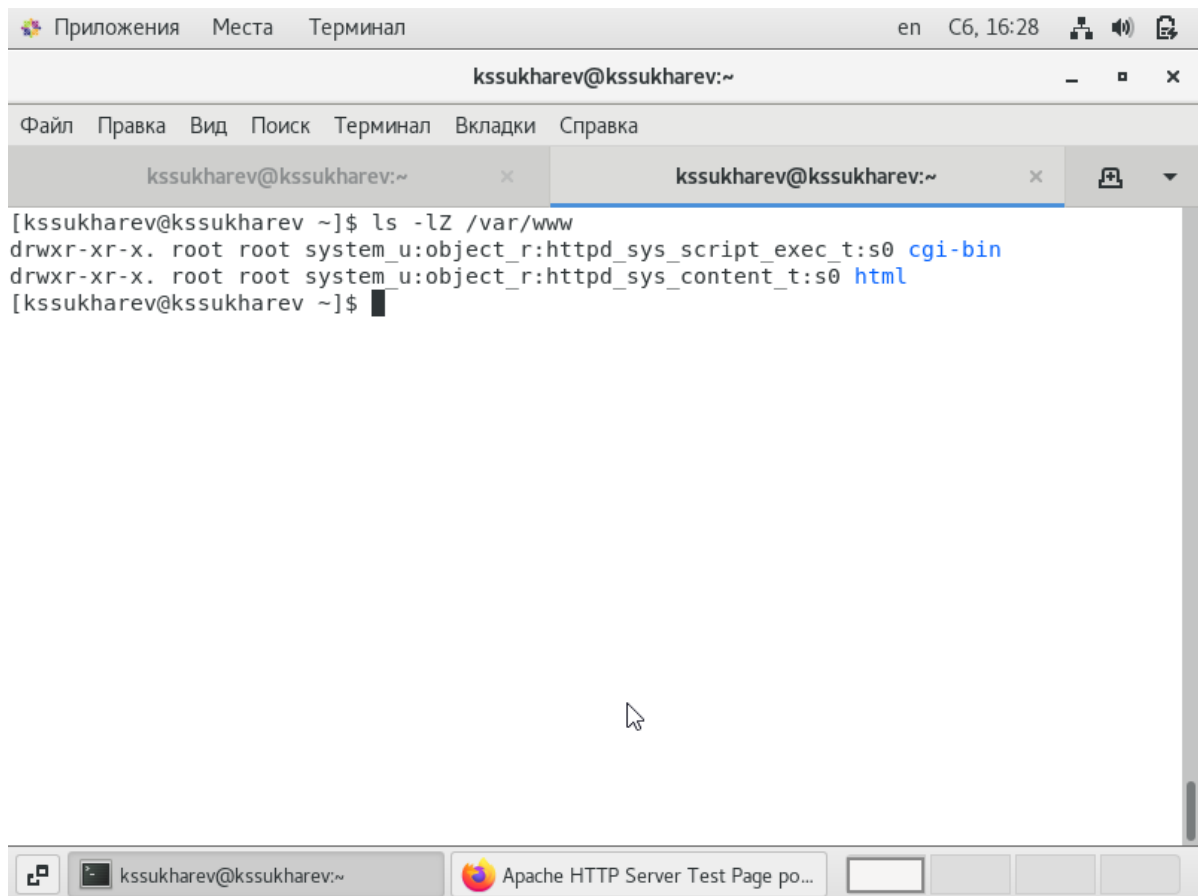 Приложения Места Терминал en Сб, 16:28
kssukharev@kssukharev:~
Файл Правка Вид Поиск Терминал Вкладки Справка
kssukharev@kssukharev:~ kssukharev@kssukharev:~
[kssukharev@kssukharev ~]$ ls -lZ /var/www
drwxr-xr-x. root root system_u:object_r:httpd_sys_script_exec_t:s0 cgi-bin
drwxr-xr-x. root root system_u:object_r:httpd_sys_content_t:s0 html
[kssukharev@kssukharev ~]$
kssukharev@kssukharev:~ Apache HTTP Server Test Page po...